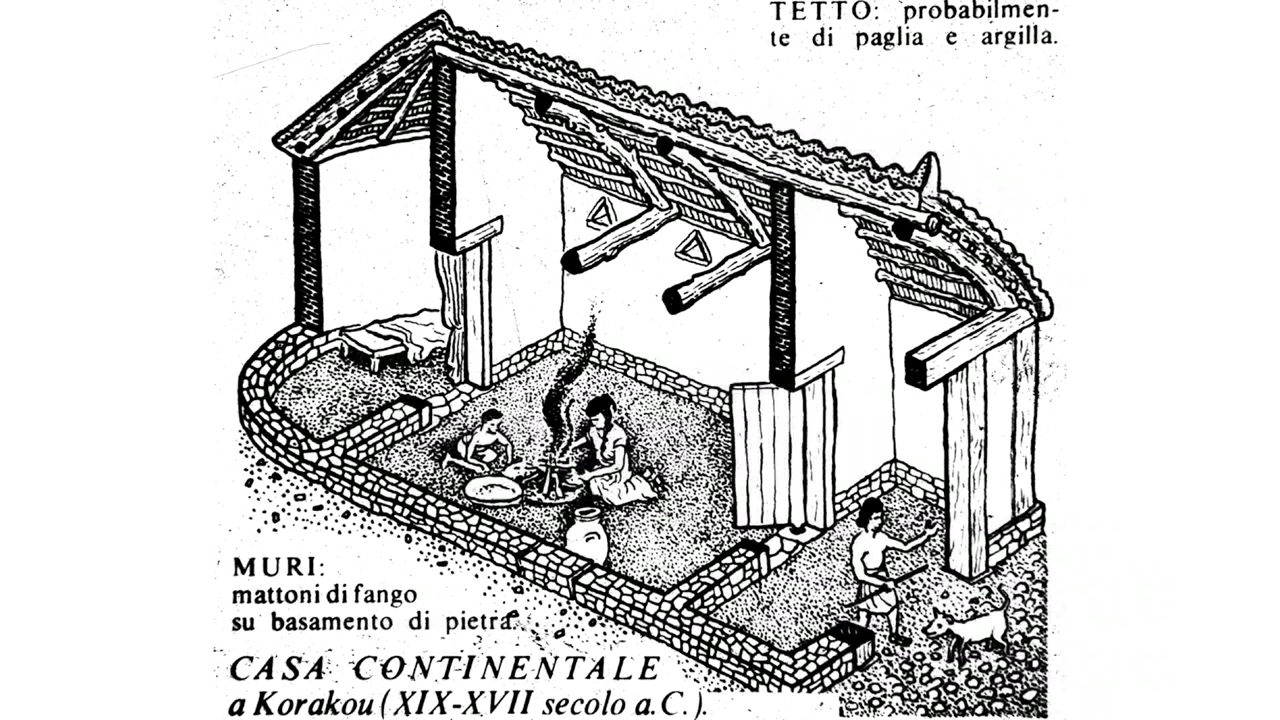 TETTO: probabilmen-
te di paglia e argilla.
MURI:
mattoni di fango
su basamento di pietra.
CASA CONTINENTALE
a Korakou (XIX-XVII secolo a.C.).